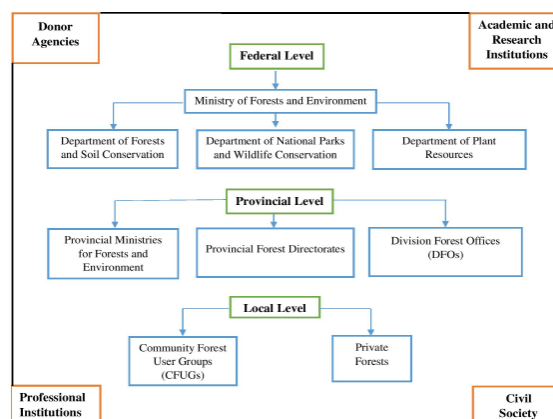 Donor
Agencies
Academic and
Research
Institutions
Federal Level
Ministry of Forests and Environment
Department of Forests
and Soil Conservation
Department of National Parks
and Wildlife Conservation
Department of Plant
Resources
Provincial Level
Provincial Ministries
for Forests and
Environment
Provincial Forest Directorates
Division Forest Offices
(DFOs)
Local Level
Community Forest
User Groups
(CFUGs)
Private
Forests
Professional
Institutions
Civil
Society